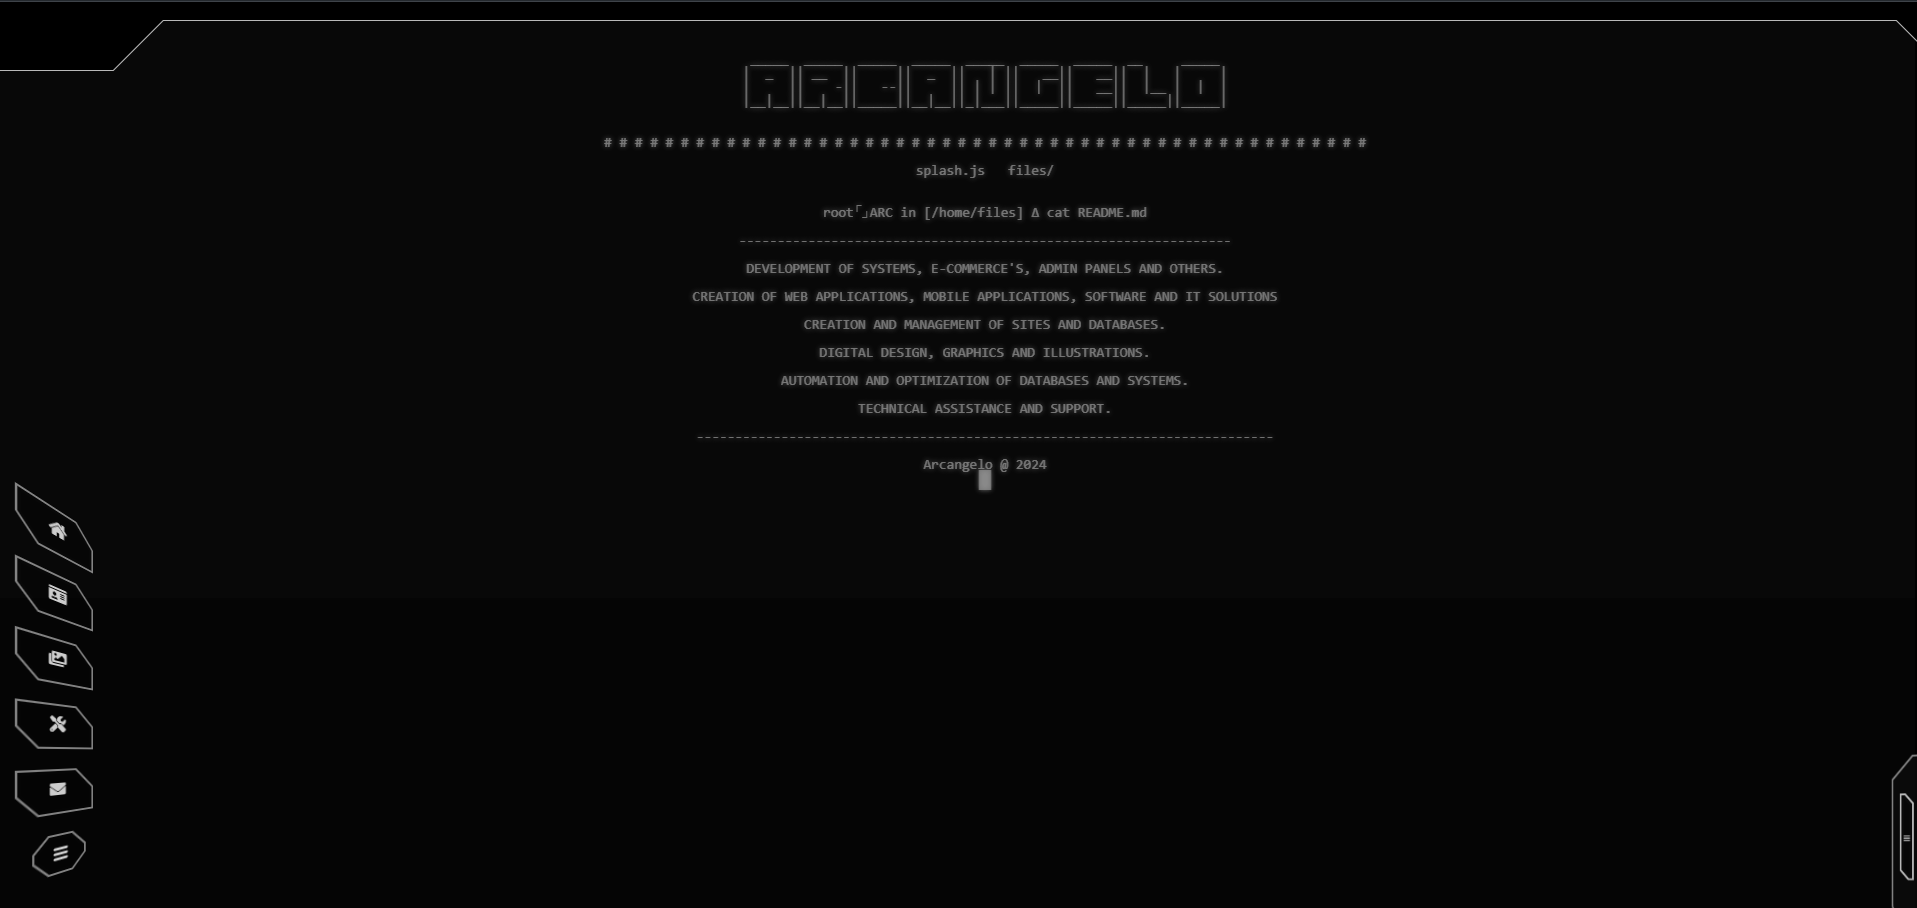 ARCANGELO
# # # # # # # # # # # # # # # # # # # # # # # # # # # # # # # # # # # # # # # # # # # # # # # # # #
splash.js files/
root「」ARC in [/home/files] Δ cat README.md
----------------------------------------------------------------
DEVELOPMENT OF SYSTEMS, E-COMMERCE'S, ADMIN PANELS AND OTHERS.
CREATION OF WEB APPLICATIONS, MOBILE APPLICATIONS, SOFTWARE AND IT SOLUTIONS
CREATION AND MANAGEMENT OF SITES AND DATABASES.
DIGITAL DESIGN, GRAPHICS AND ILLUSTRATIONS.
AUTOMATION AND OPTIMIZATION OF DATABASES AND SYSTEMS.
TECHNICAL ASSISTANCE AND SUPPORT.
---------------------------------------------------------------------------
Arcangelo @ 2024